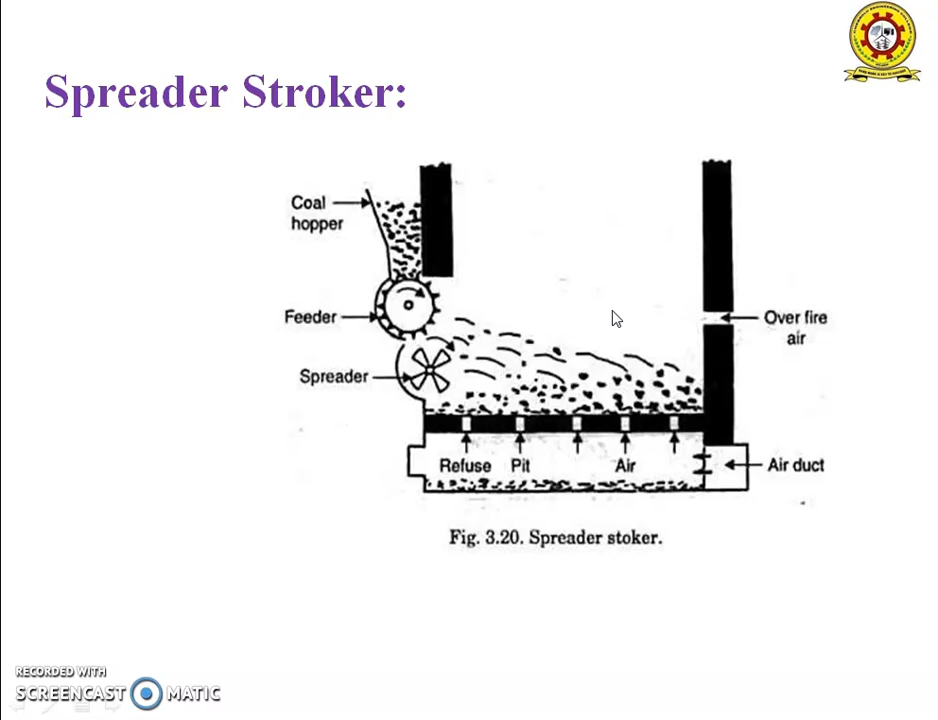 Spreader Stroker:
Coal
hopper
Feeder
Over fire
air
Spreader
Refuse Pit Air
Air duct
Fig. 3.20. Spreader stoker.
RECORDED WITH
SCREENCAST MATIC